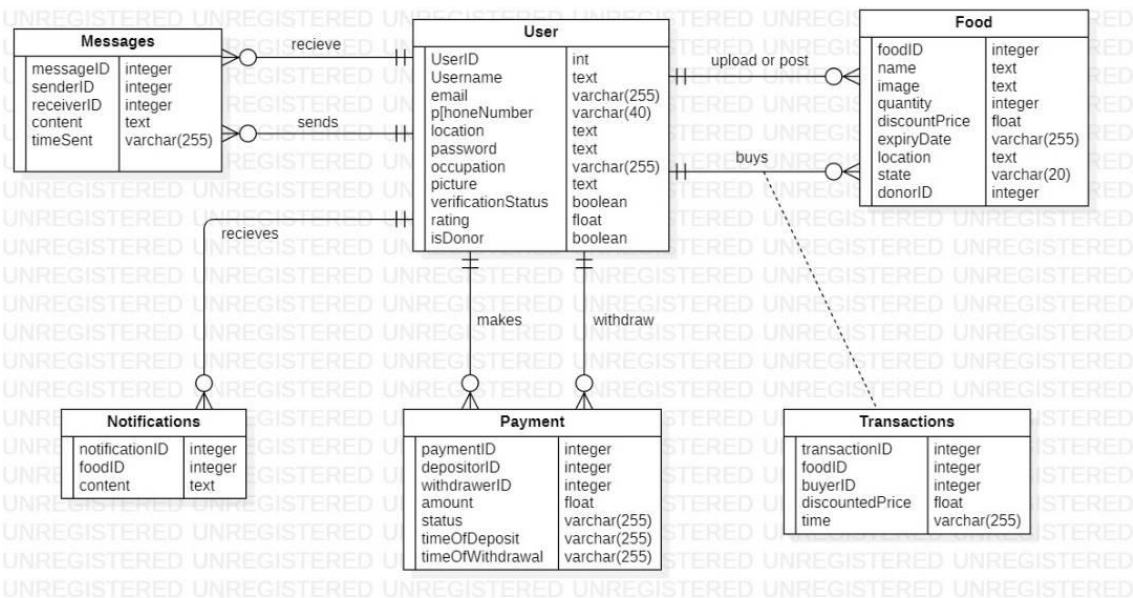 Messages
messageID integer
senderID integer
receiverID integer
content text
timeSent varchar(255)
recieve
sends
recieves
User
UserID int
Username text
email varchar(255)
p[honeNumber varchar(40)
location text
password text
occupation varchar(255)
picture text
verificationStatus boolean
rating float
isDonor boolean
upload or post
buys
Food
foodID integer
name text
image text
quantity integer
discountPrice float
expiryDate varchar(255)
location text
state varchar(20)
donorID integer
makes
withdraw
Notifications
notificationID integer
foodID integer
content text
Payment
paymentID integer
depositorID integer
withdrawerID integer
amount float
status varchar(255)
timeOfDeposit varchar(255)
timeOfWithdrawal varchar(255)
Transactions
transactionID integer
foodID integer
buyerID integer
discountedPrice float
time varchar(255)
UNREGISTERED